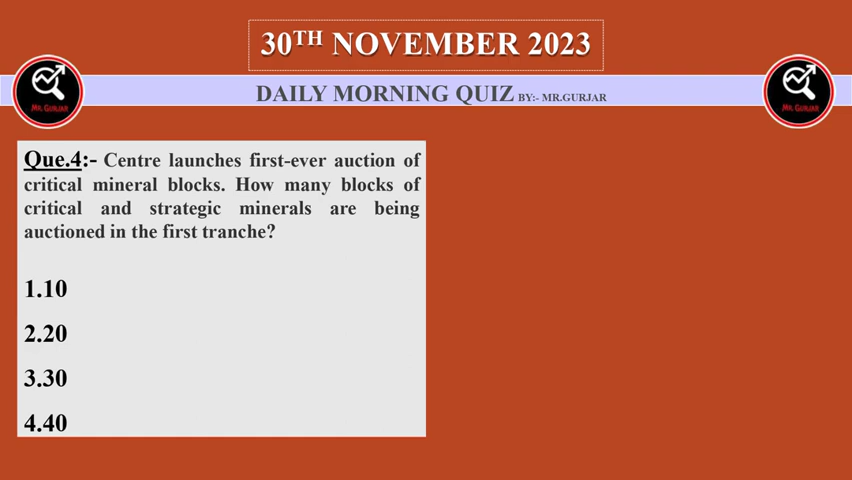 30TH NOVEMBER 2023
DAILY MORNING QUIZ BY:- MR.GURJAR
MR.GURJAR
MR.GURJAR
Que.4:- Centre launches first-ever auction of
critical mineral blocks. How many blocks of
critical and strategic minerals are being
auctioned in the first tranche?
1.10
2.20
3.30
4.40